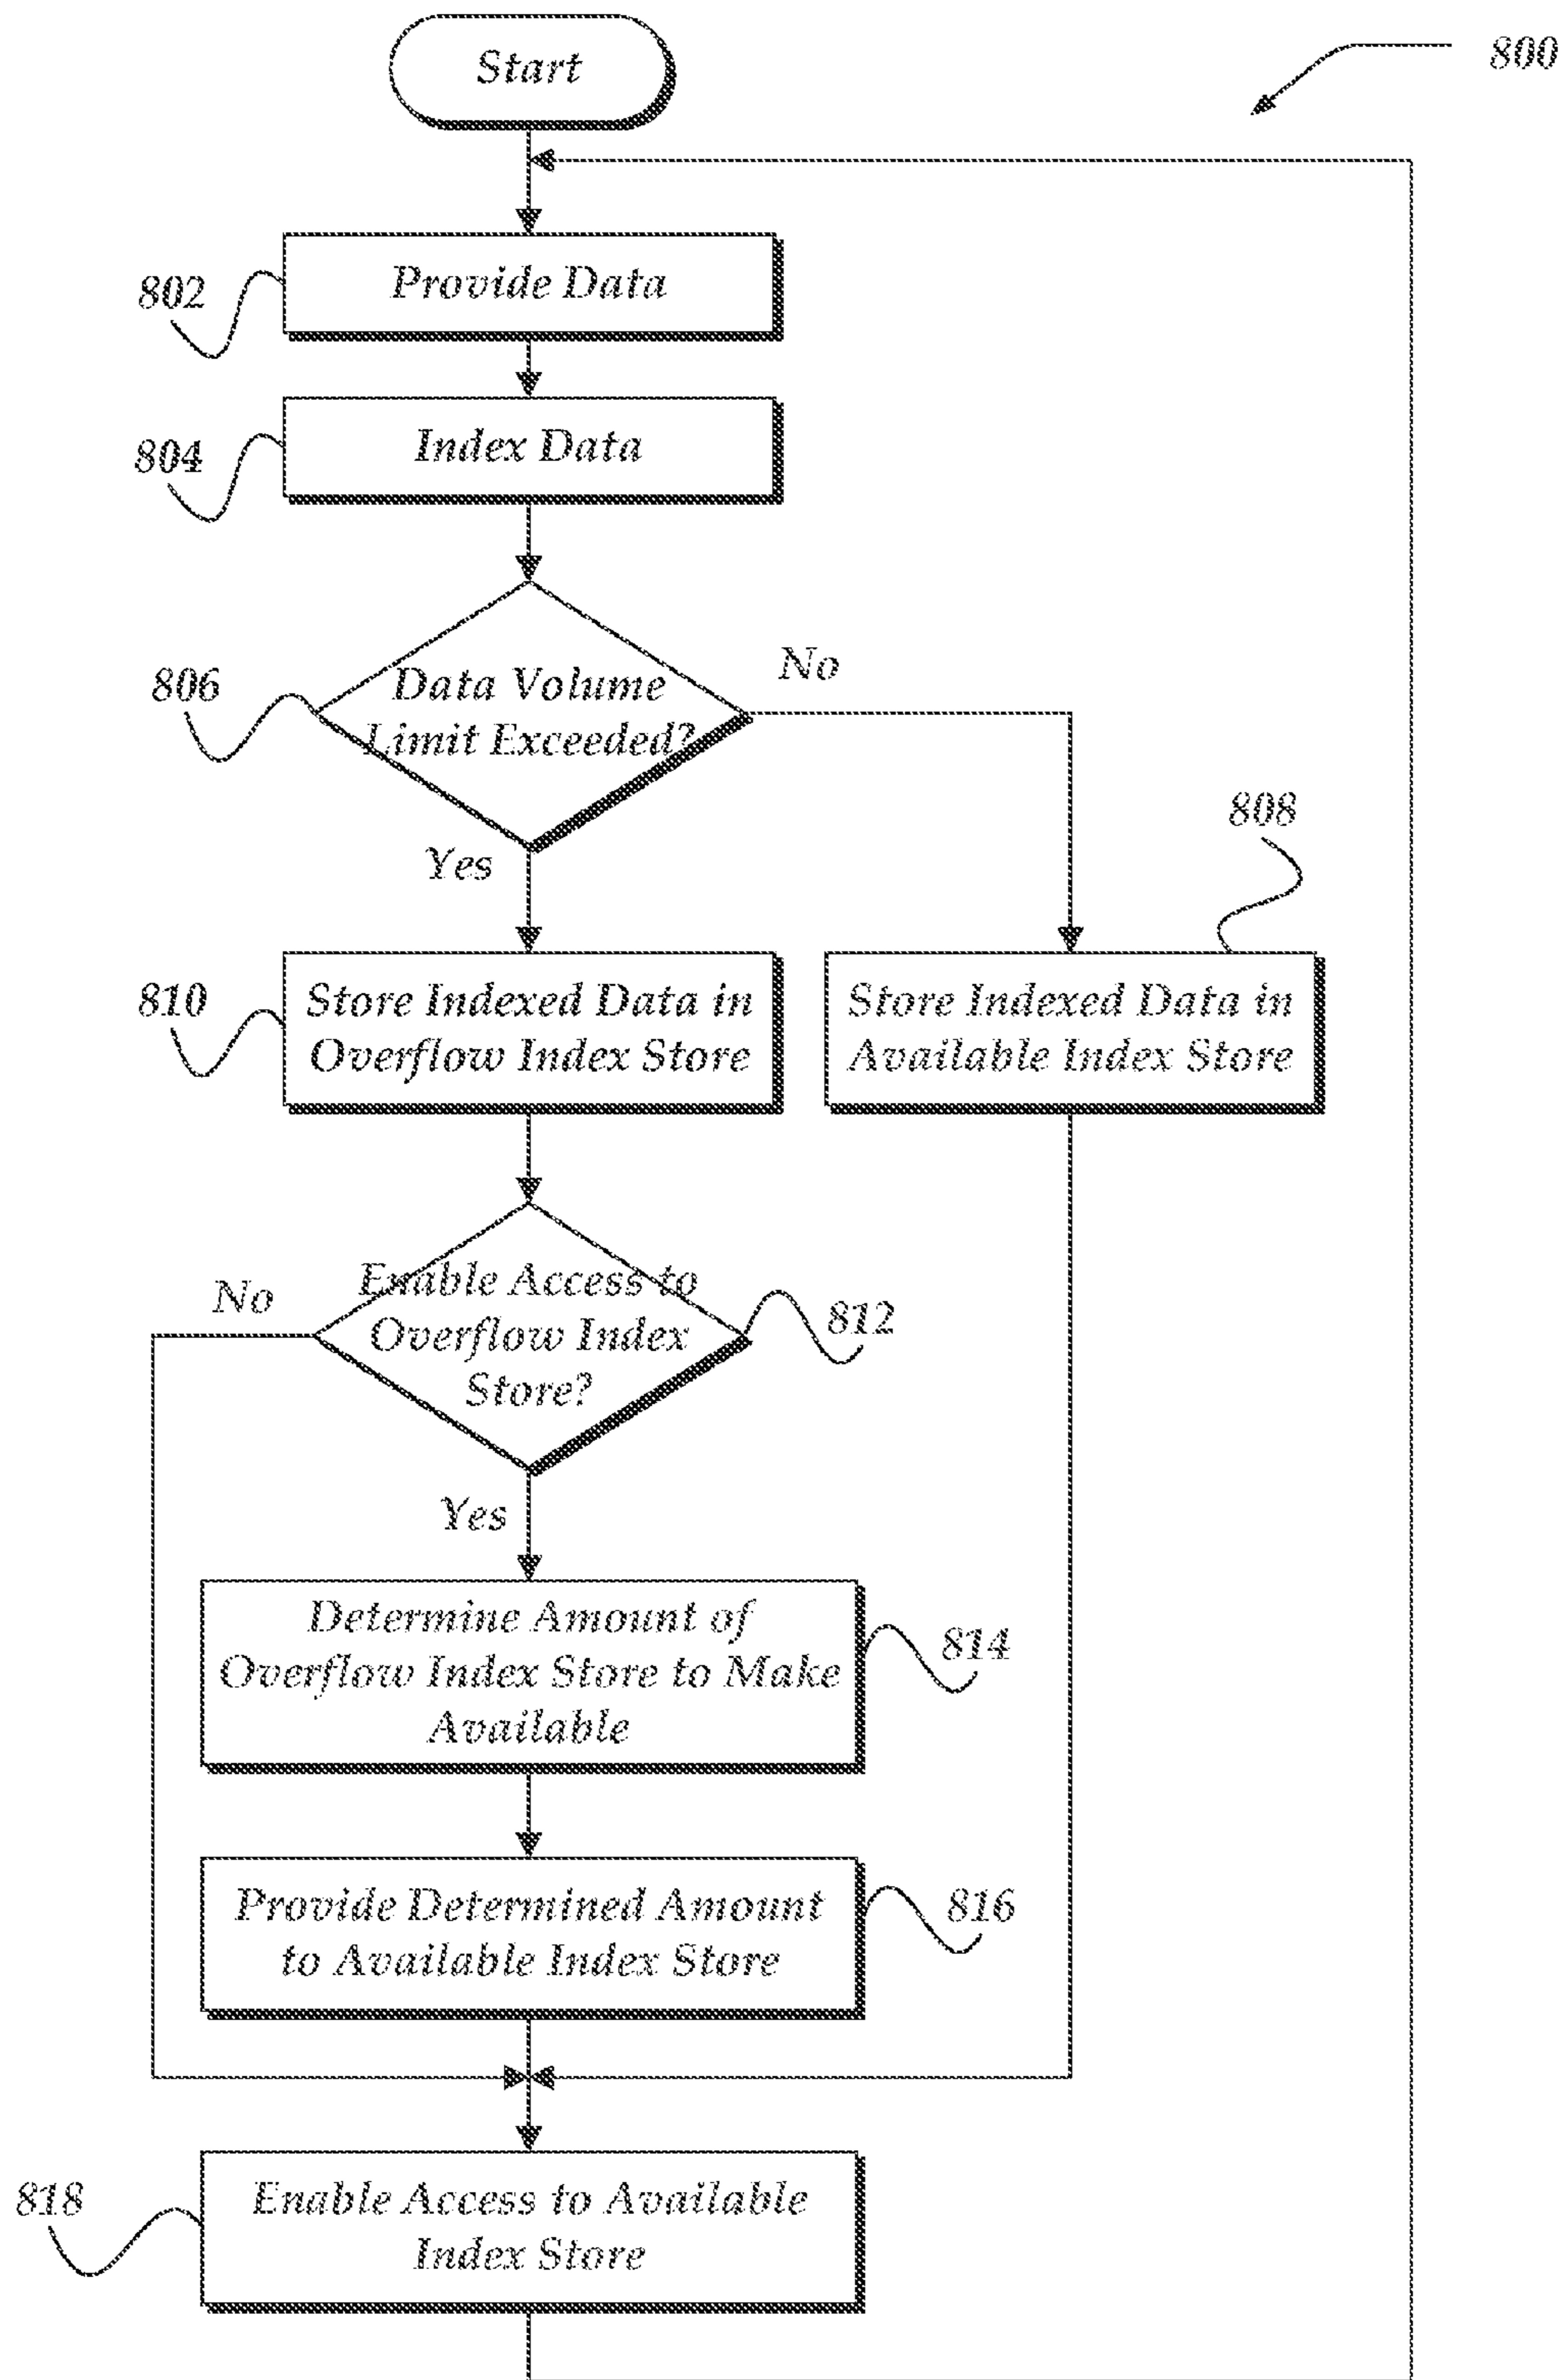 Start
800
802
Provide Data
804
Index Data
806
Data Volume
Limit Exceeded?
No
808
Yes
810
Store Indexed Data in
Overflow Index Store
Store Indexed Data in
Available Index Store
No
Enable Access to
Overflow Index
Store?
812
Yes
Determine Amount of
Overflow Index Store to Make
Available
814
Provide Determined Amount
to Available Index Store
816
818
Enable Access to Available
Index Store